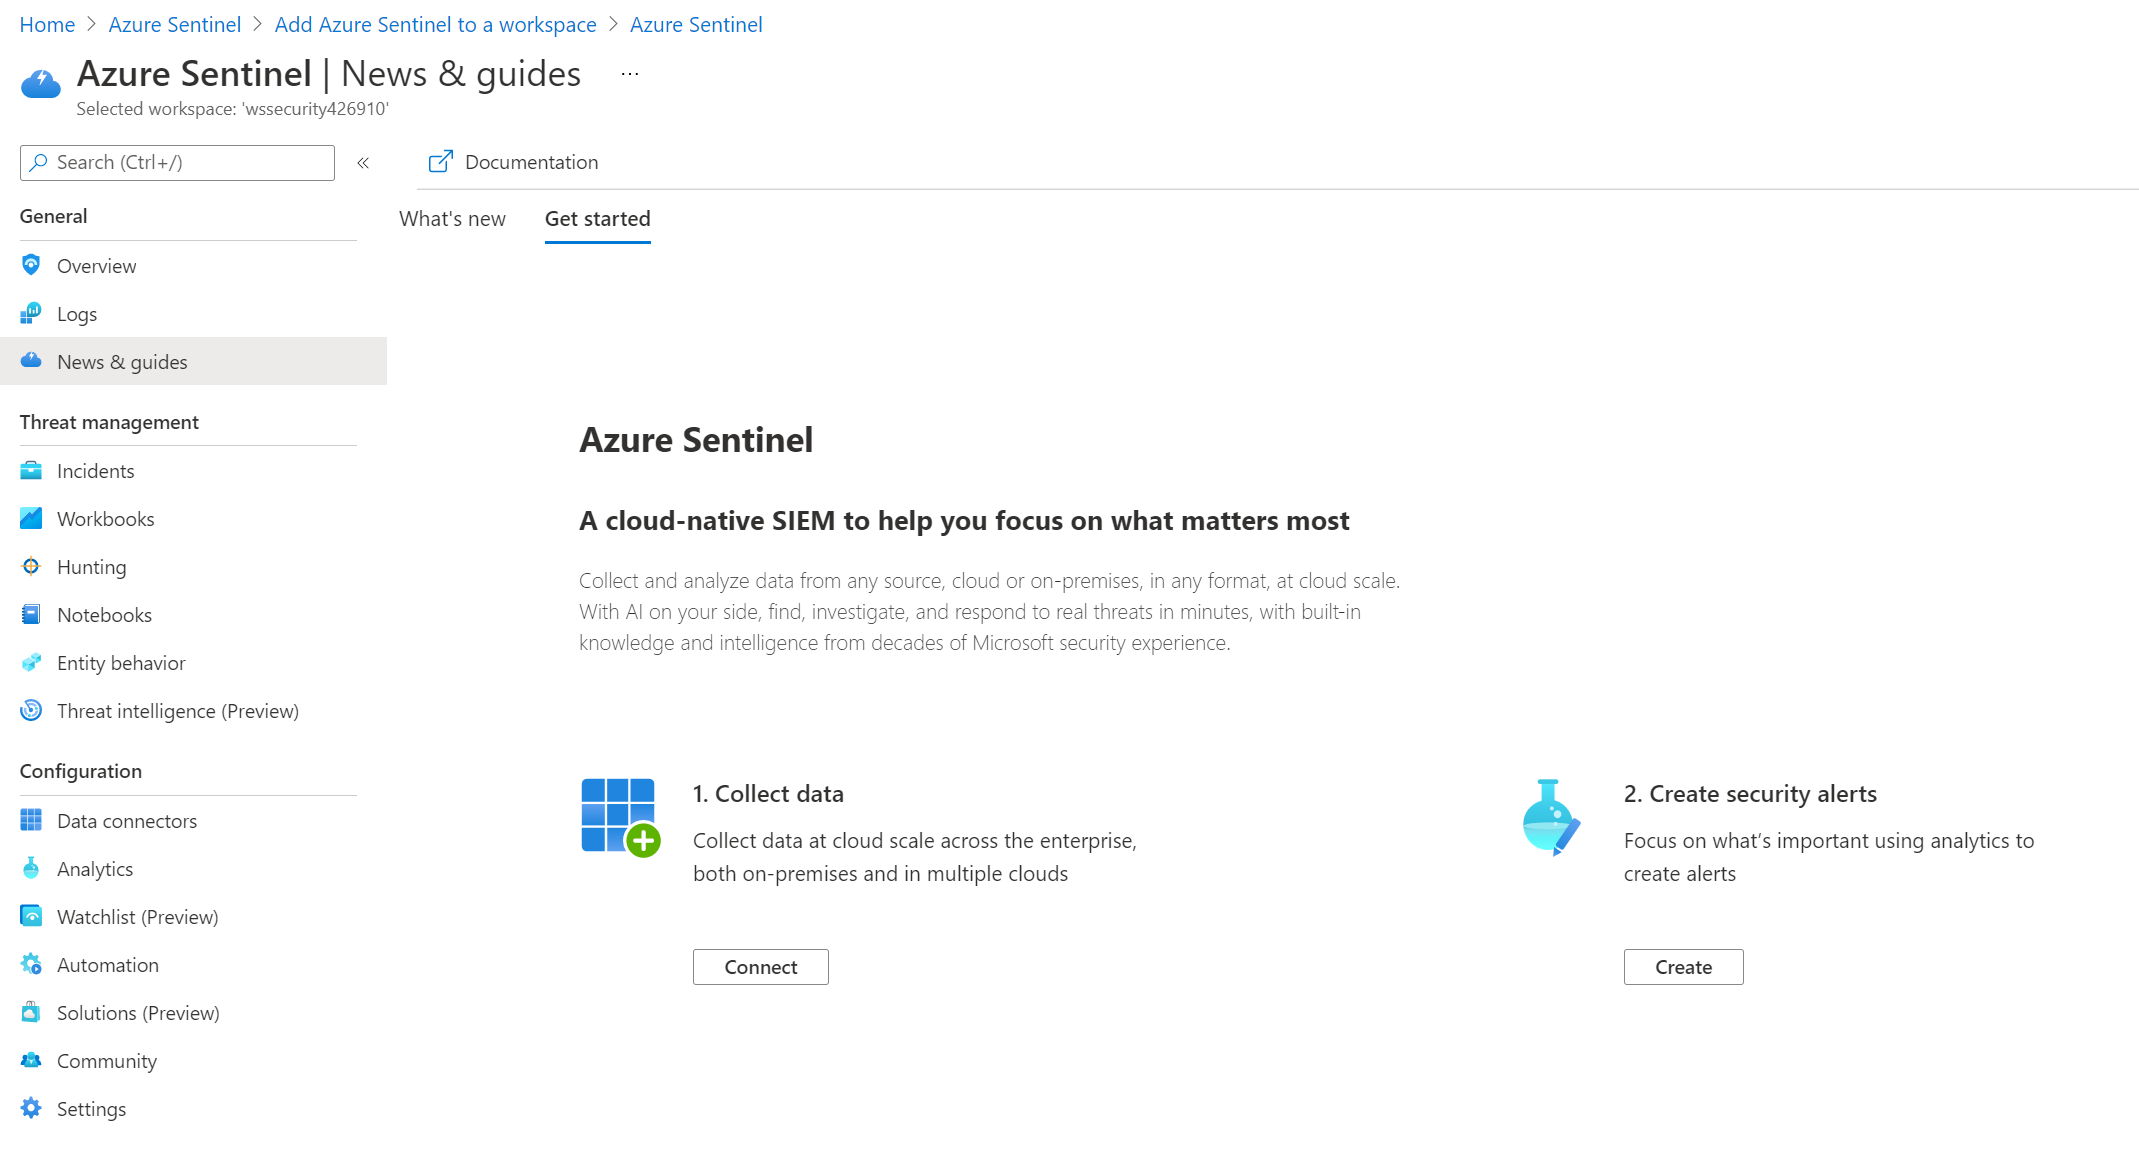 Home > Azure Sentinel > Add Azure Sentinel to a workspace > Azure Sentinel
Azure Sentinel | News & guides ...
Selected workspace: 'wssecurity426910'
Search (Ctrl+/) «
Documentation
General
Overview
Logs
News & guides
Threat management
Incidents
Workbooks
Hunting
Notebooks
Entity behavior
Threat intelligence (Preview)
Configuration
Data connectors
Analytics
Watchlist (Preview)
Automation
Solutions (Preview)
Community
Settings
What's new Get started
Azure Sentinel
A cloud-native SIEM to help you focus on what matters most
Collect and analyze data from any source, cloud or on-premises, in any format, at cloud scale.
With AI on your side, find, investigate, and respond to real threats in minutes, with built-in
knowledge and intelligence from decades of Microsoft security experience.
1. Collect data
Collect data at cloud scale across the enterprise,
both on-premises and in multiple clouds
Connect
2. Create security alerts
Focus on what’s important using analytics to
create alerts
Create